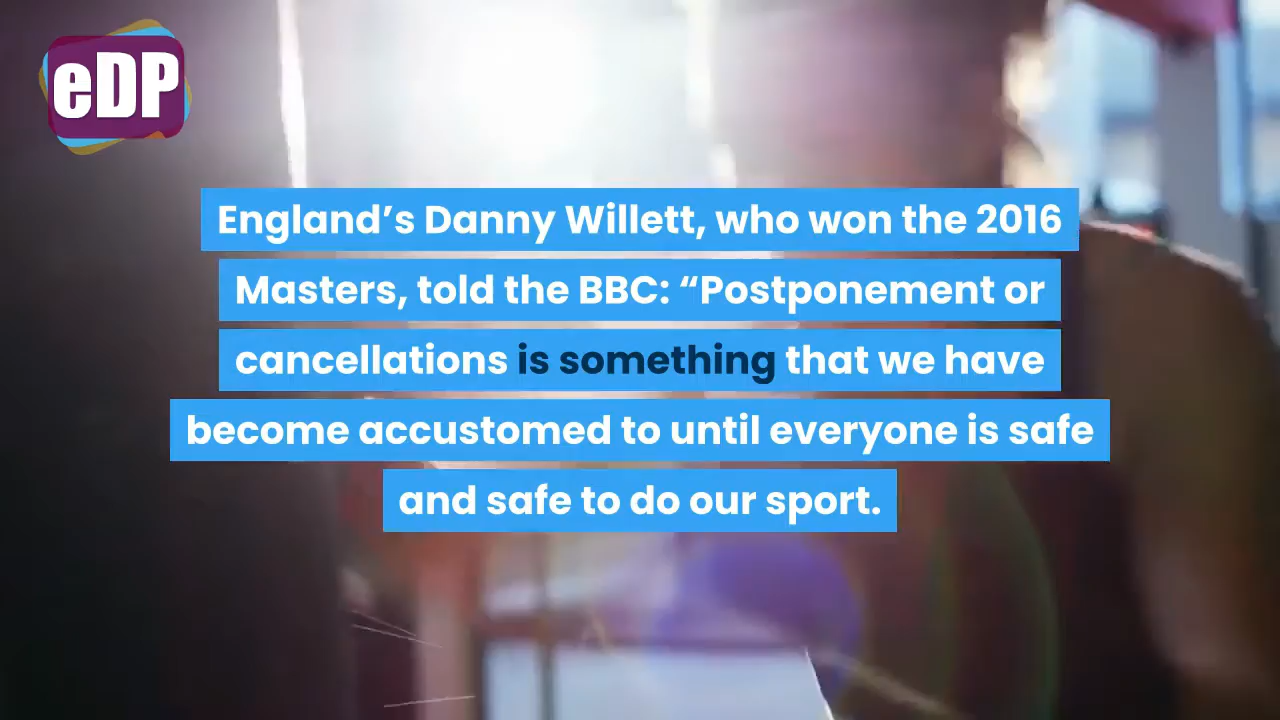 eDP
England’s Danny Willett, who won the 2016
Masters, told the BBC: “Postponement or
cancellations is something that we have
become accustomed to until everyone is safe
and safe to do our sport.